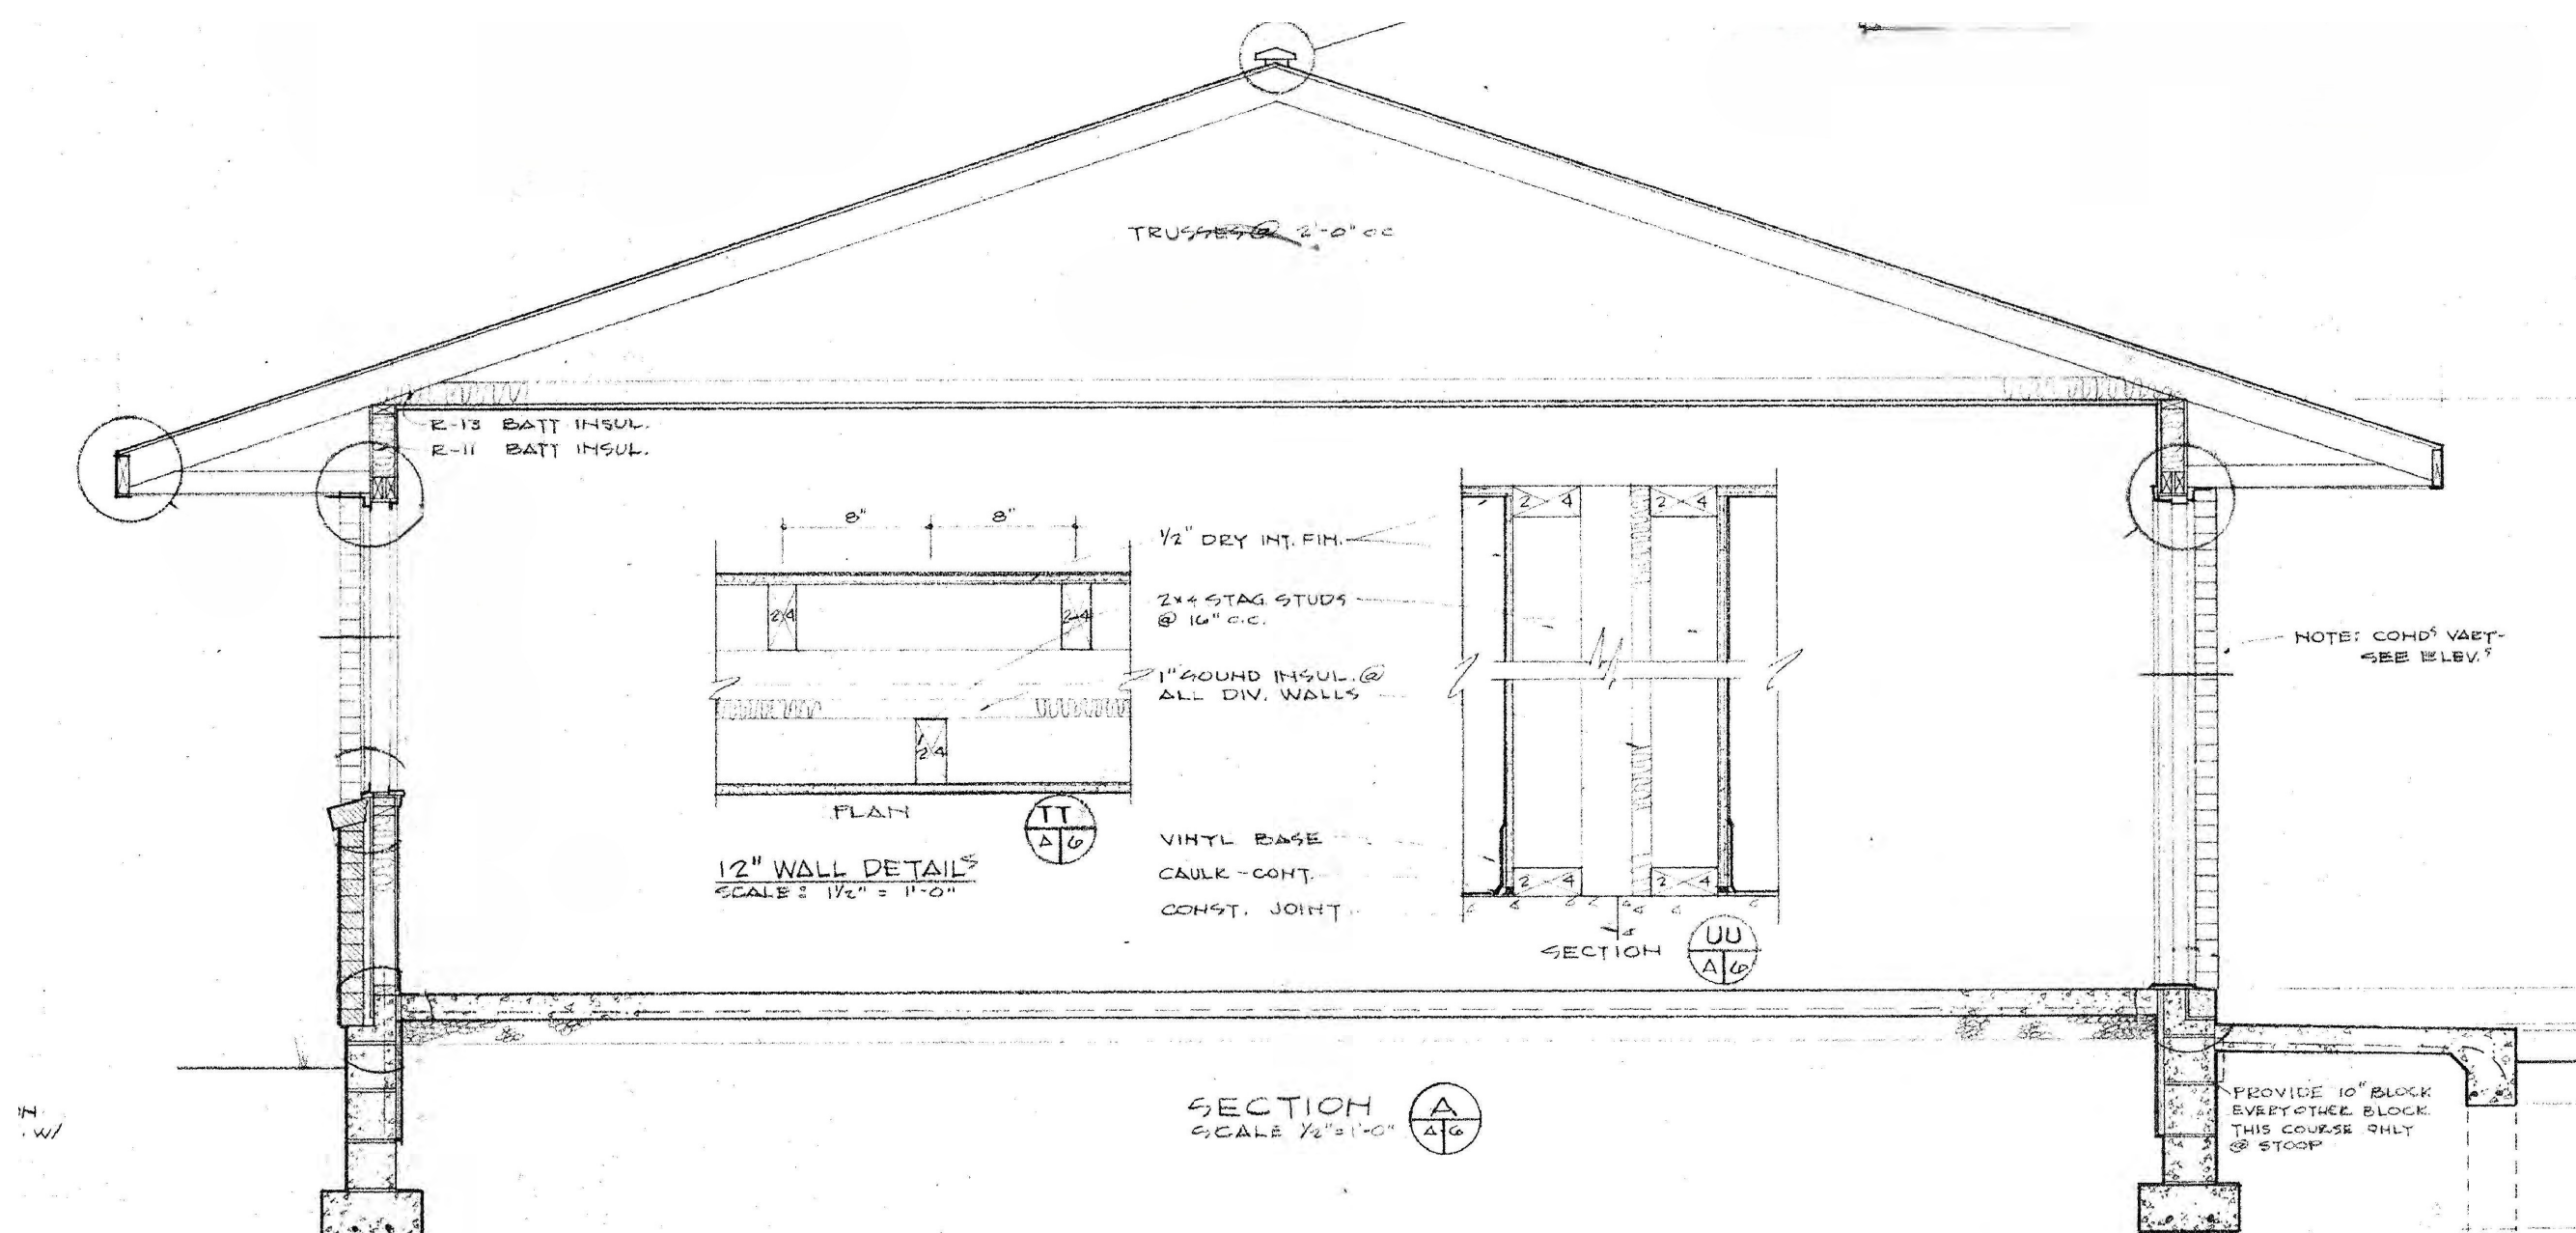 TRUSSES @ 2'-0" OC
R-13 BATT INSUL.
R-11 BATT INSUL.
8" 8"
2x4 2x4
2x4
PLAN
TT
A 6
12" WALL DETAILS
SCALE: 1 1/2" = 1'-0"
1/2" DRY INT. FIN.
2x4 STAG. STUDS
@ 16" O.C.
1" SOUND INSUL. @
ALL DIV. WALLS
VINYL BASE
CAULK - CONT.
CONST. JOINT
2x4 2x4
2x4 2x4
SECTION
UU
A 6
NOTE: CONDS VARY-
SEE ELEV.S
SECTION
SCALE 1/2"=1'-0"
A
A 6
PROVIDE 10" BLOCK
EVERY OTHER BLOCK
THIS COURSE ONLY
@ STOOP
W/